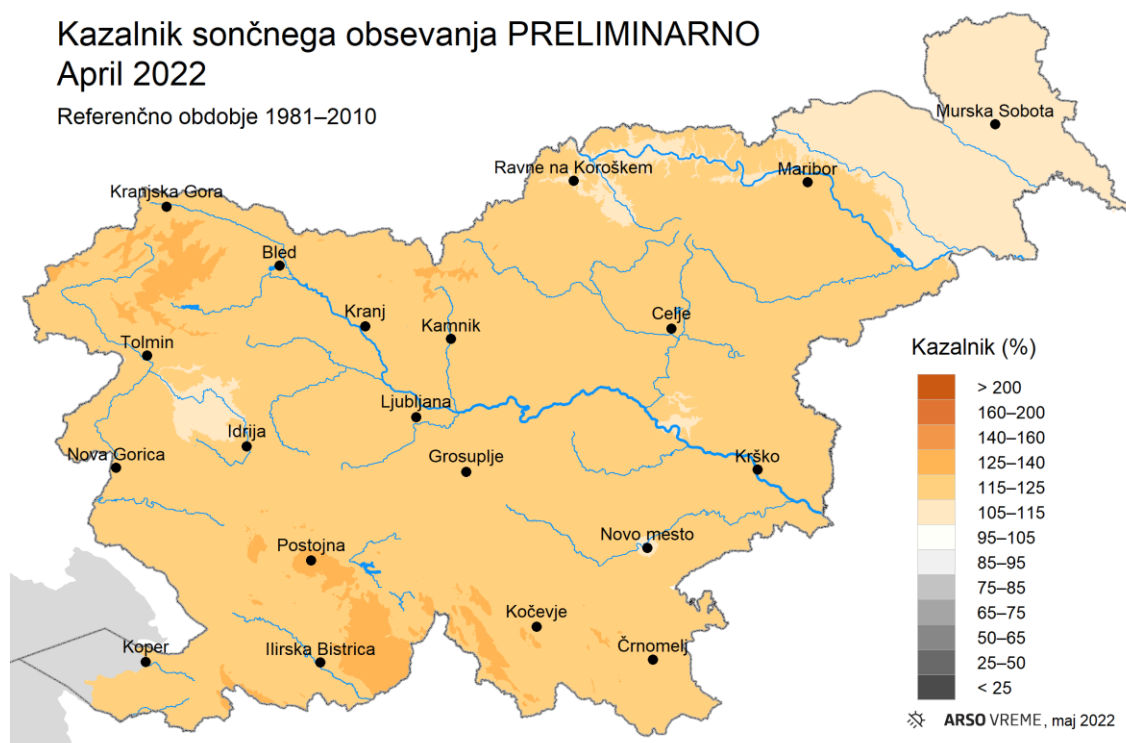 Kazalnik sončnega obsevanja PRELIMINARNO
April 2022
Referenčno obdobje 1981–2010
Murska Sobota
Ravne na Koroškem
Maribor
Kranjska Gora
Bled
Kranj
Kamnik
Celje
Tolmin
Ljubljana
Idrija
Nova Gorica
Grosuplje
Krško
Novo mesto
Postojna
Kočevje
Koper
Ilirska Bistrica
Črnomelj
Kazalnik (%)
> 200
160–200
140–160
125–140
115–125
105–115
95–105
85–95
75–85
65–75
50–65
25–50
< 25
ARSO VREME, maj 2022